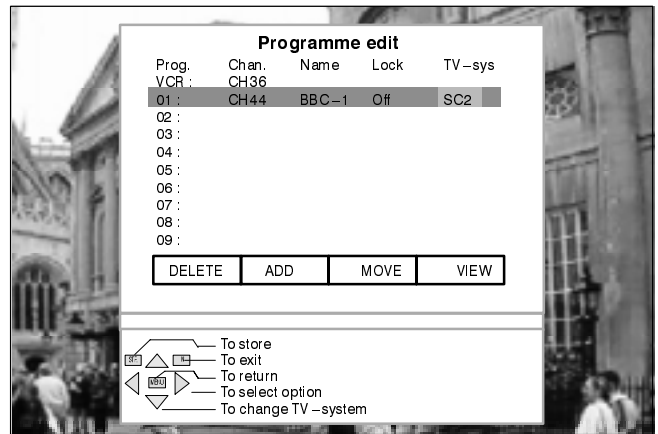 Programme edit
Prog. Chan. Name Lock TV–sys
VCR : CH36
01 : CH44 BBC–1 Off SC2
02 :
03 :
04 :
05 :
06 :
07 :
08 :
09 :
DELETE ADD MOVE VIEW
To store
To exit
MENU To return
To select option
To change TV–system